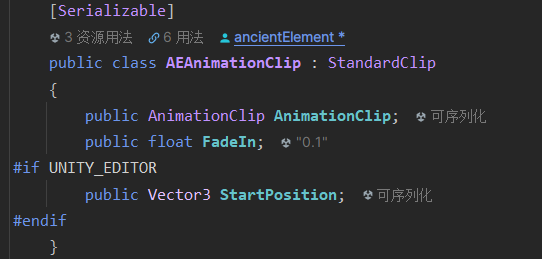 [Serializable]
3 资源用法 6 用法 ancientElement *
public class AEAnimationClip : StandardClip
{
public AnimationClip AnimationClip; 可序列化
public float FadeIn; "0.1"
#if UNITY_EDITOR
public Vector3 StartPosition; 可序列化
#endif
}